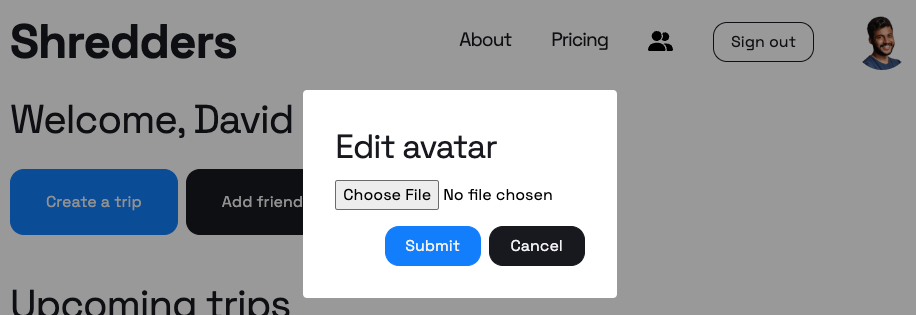 Shredders
About Pricing Sign out
Welcome, David
Edit avatar
Choose File No file chosen
Create a trip
Add friend
Submit Cancel
Upcoming trips